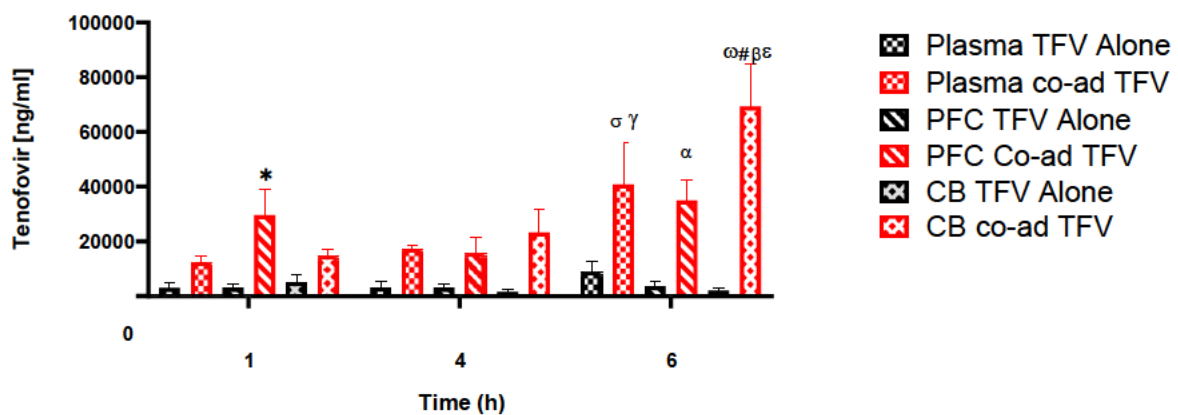 Tenofovir [ng/ml]
100000
80000
60000
40000
20000
0
*
σ γ
α
ω#βε
1
4
6
Time (h)
Plasma TFV Alone
Plasma co-ad TFV
PFC TFV Alone
PFC Co-ad TFV
CB TFV Alone
CB co-ad TFV